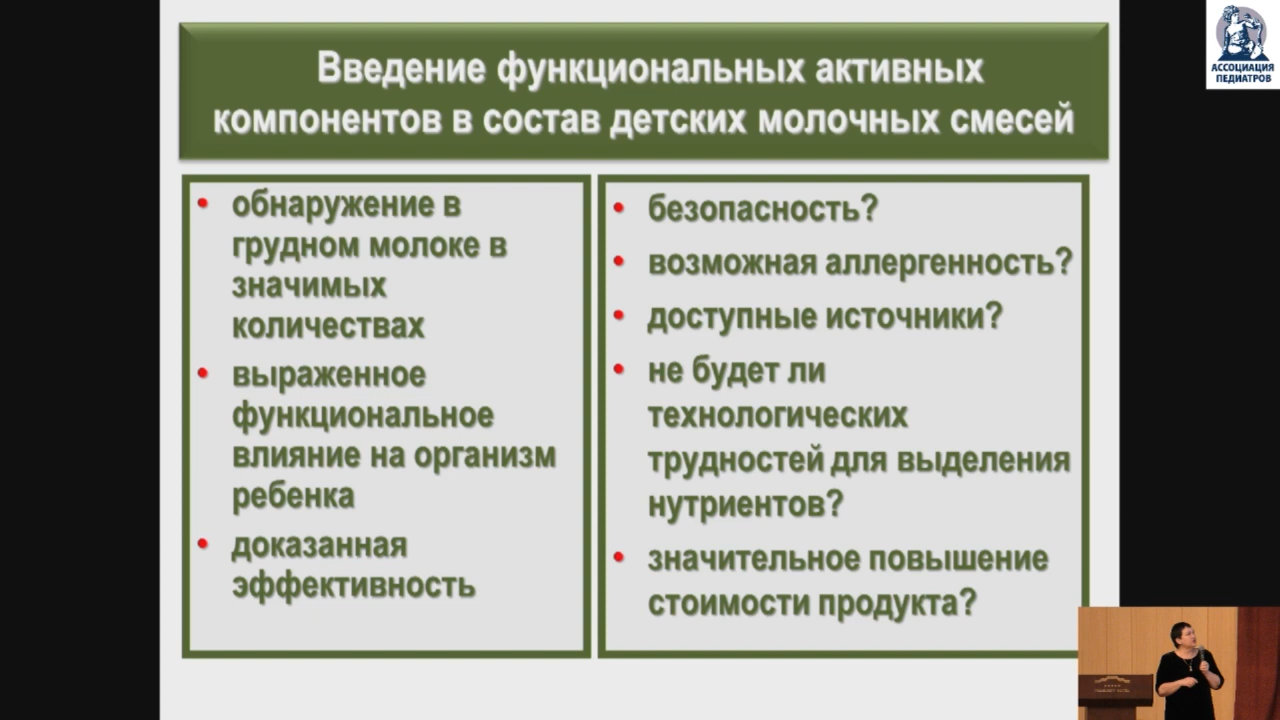 Введение функциональных активных
компонентов в состав детских молочных смесей
• обнаружение в
грудном молоке в
значимых
количествах
• выраженное
функциональное
влияние на организм
ребенка
• доказанная
эффективность
• безопасность?
• возможная аллергенность?
• доступные источники?
• не будет ли
технологических
трудностей для выделения
нутриентов?
• значительное повышение
стоимости продукта?
АССОЦИАЦИЯ
ПЕДИАТРОВ